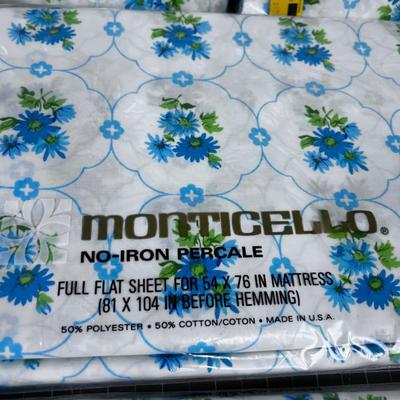 MONTICELLO®
NO-IRON PERCALE
FULL FLAT SHEET FOR 54 X 76 IN MATTRESS
(81 X 104 IN BEFORE HEMMING)
50% POLYESTER • 50% COTTON/COTON • MADE IN U.S.A.